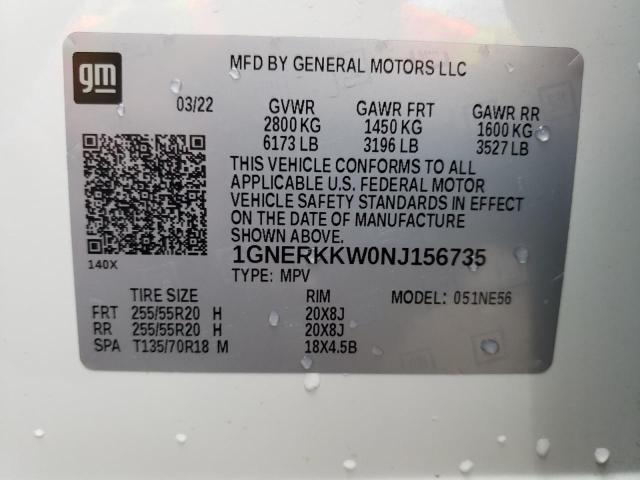 gm
MFD BY GENERAL MOTORS LLC
03/22 GVWR GAWR FRT GAWR RR
2800 KG 1450 KG 1600 KG
6173 LB 3196 LB 3527 LB
THIS VEHICLE CONFORMS TO ALL
APPLICABLE U.S. FEDERAL MOTOR
VEHICLE SAFETY STANDARDS IN EFFECT
ON THE DATE OF MANUFACTURE
SHOWN ABOVE.
140X
1GNERKKW0NJ156735
TYPE: MPV
TIRE SIZE RIM MODEL: 051NE56
FRT 255/55R20 H 20X8J
RR 255/55R20 H 20X8J
SPA T135/70R18 M 18X4.5B